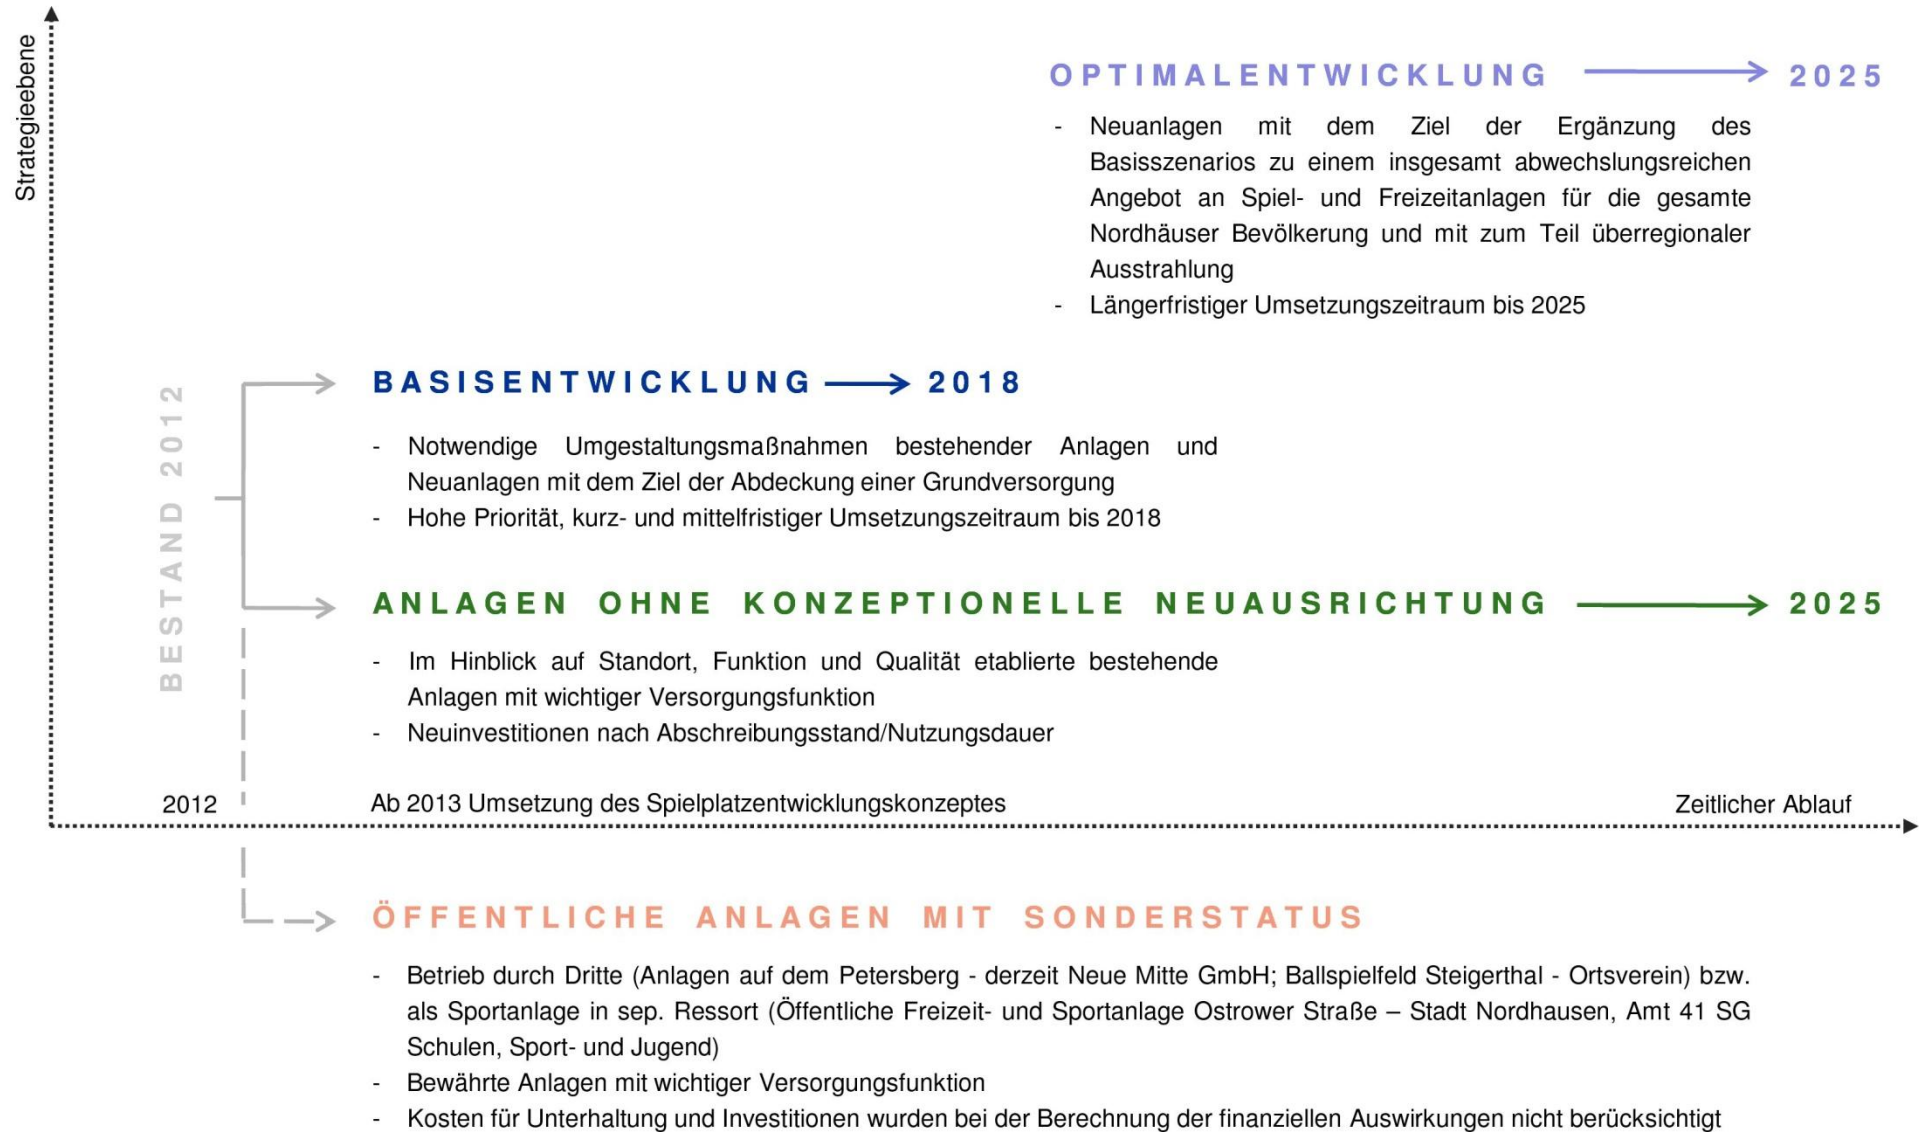 Strategieebene
OPTIMALENTWICKLUNG 2025
- Neuanlagen mit dem Ziel der Ergänzung des
Basisszenarios zu einem insgesamt abwechslungsreichen
Angebot an Spiel- und Freizeitanlagen für die gesamte
Nordhäuser Bevölkerung und mit zum Teil überregionaler
Ausstrahlung
- Längerfristiger Umsetzungszeitraum bis 2025
BESTAND 2012
BASISENTWICKLUNG 2018
- Notwendige Umgestaltungsmaßnahmen bestehender Anlagen und
Neuanlagen mit dem Ziel der Abdeckung einer Grundversorgung
- Hohe Priorität, kurz- und mittelfristiger Umsetzungszeitraum bis 2018
ANLAGEN OHNE KONZEPTIONELLE NEUAUSRICHTUNG 2025
- Im Hinblick auf Standort, Funktion und Qualität etablierte bestehende
Anlagen mit wichtiger Versorgungsfunktion
- Neuinvestitionen nach Abschreibungsstand/Nutzungsdauer
2012 Ab 2013 Umsetzung des Spielplatzentwicklungskonzeptes Zeitlicher Ablauf
ÖFFENTLICHE ANLAGEN MIT SONDERSTATUS
- Betrieb durch Dritte (Anlagen auf dem Petersberg - derzeit Neue Mitte GmbH; Ballspielfeld Steigerthal - Ortsverein) bzw.
als Sportanlage in sep. Ressort (Öffentliche Freizeit- und Sportanlage Ostrower Straße – Stadt Nordhausen, Amt 41 SG
Schulen, Sport- und Jugend)
- Bewährte Anlagen mit wichtiger Versorgungsfunktion
- Kosten für Unterhaltung und Investitionen wurden bei der Berechnung der finanziellen Auswirkungen nicht berücksichtigt